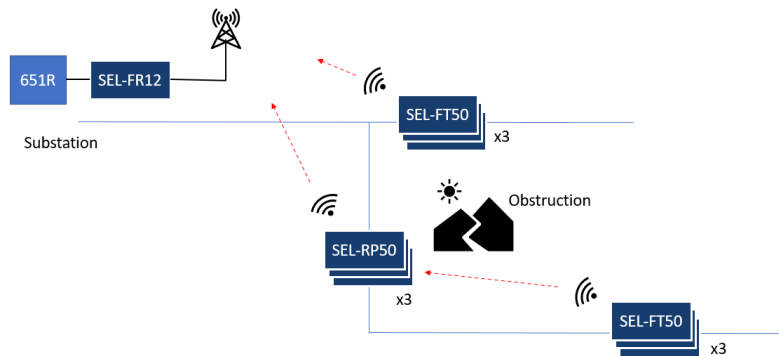 651R
SEL-FR12
SEL-FT50
x3
Substation
Obstruction
SEL-RP50
x3
SEL-FT50
x3